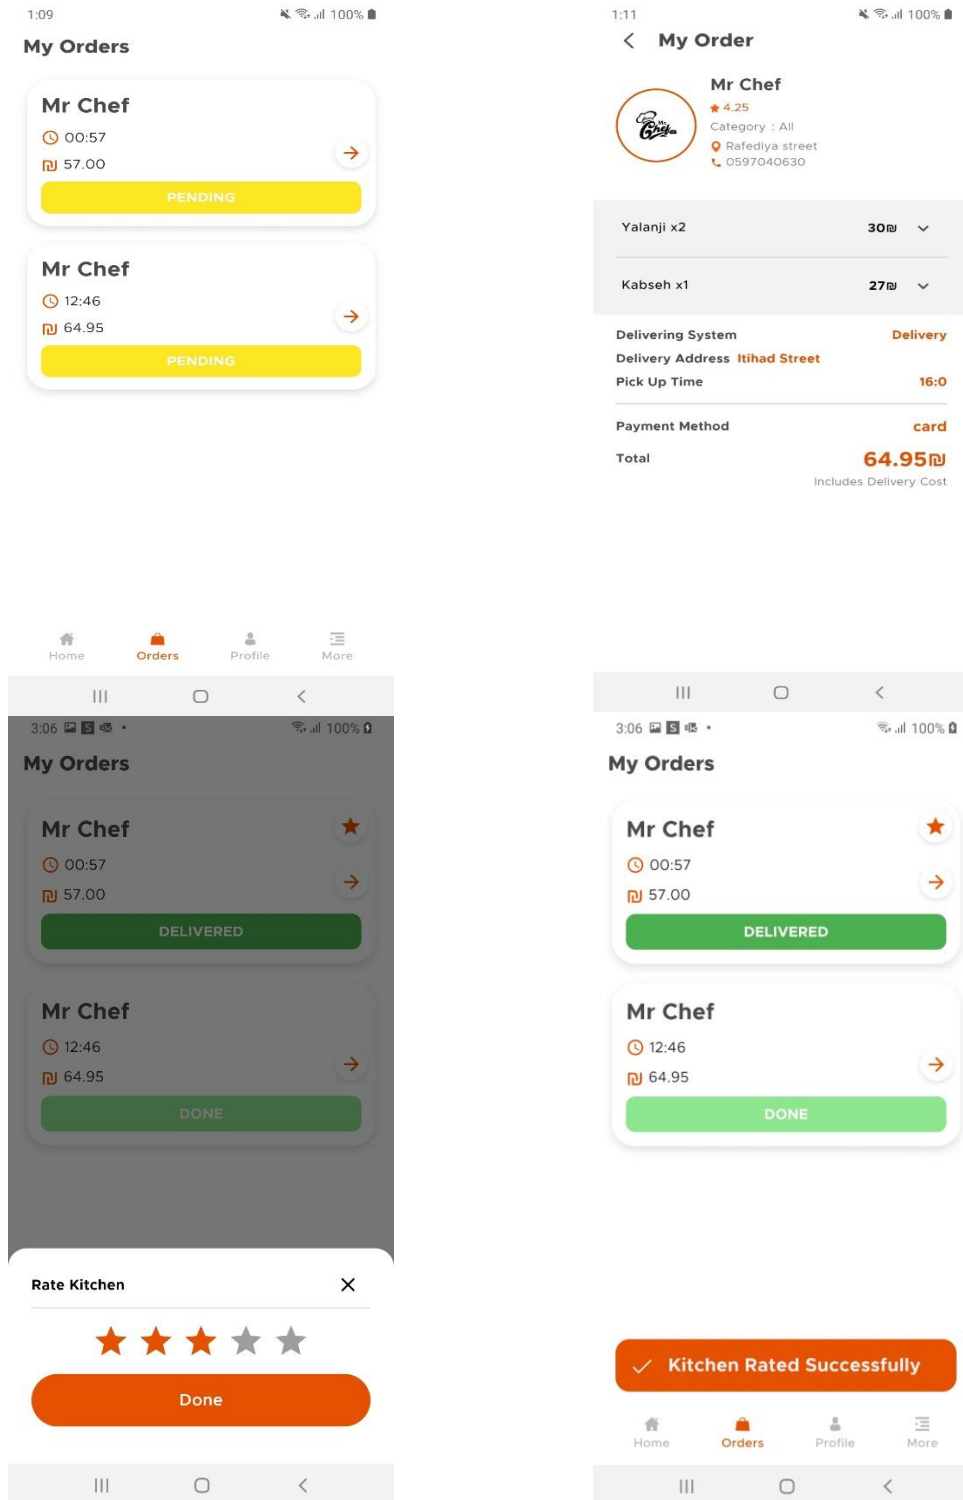 1:09
100%
My Orders
Mr Chef
00:57
₪ 57.00
PENDING
Mr Chef
12:46
₪ 64.95
PENDING
Home
Orders
Profile
More
1:11
100%
My Order
Mr Chef
4.25
Category : All
Rafediya street
0597040630
Yalanji x2 30₪
Kabseh x1 27₪
Delivering System Delivery
Delivery Address Itihad Street
Pick Up Time 16:0
Payment Method card
Total 64.95₪
Includes Delivery Cost
3:06 S 100%
My Orders
Mr Chef
00:57
₪ 57.00
DELIVERED
Mr Chef
12:46
₪ 64.95
DONE
Rate Kitchen
Done
3:06 S 100%
My Orders
Mr Chef
00:57
₪ 57.00
DELIVERED
Mr Chef
12:46
₪ 64.95
DONE
Kitchen Rated Successfully
Home
Orders
Profile
More